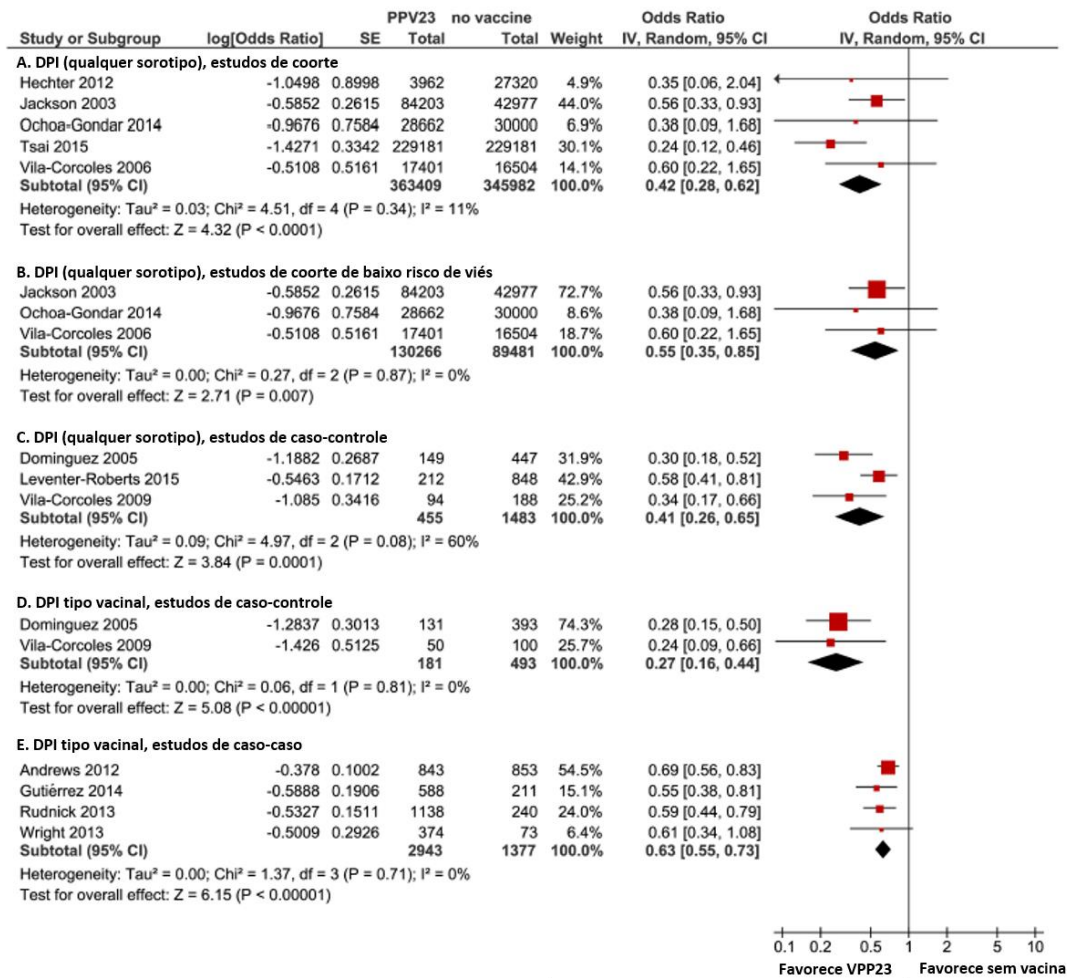 PPV23 no vaccine Odds Ratio Odds Ratio
Study or Subgroup log[Odds Ratio] SE Total Total Weight IV, Random, 95% CI IV, Random, 95% CI
A. DPI (qualquer sorotipo), estudos de coorte
Hechter 2012 -1.0498 0.8998 3962 27320 4.9% 0.35 [0.06, 2.04]
Jackson 2003 -0.5852 0.2615 84203 42977 44.0% 0.56 [0.33, 0.93]
Ochoa-Gondar 2014 -0.9676 0.7584 28662 30000 6.9% 0.38 [0.09, 1.68]
Tsai 2015 -1.4271 0.3342 229181 229181 30.1% 0.24 [0.12, 0.46]
Vila-Corcoles 2006 -0.5108 0.5161 17401 16504 14.1% 0.60 [0.22, 1.65]
Subtotal (95% CI) 363409 345982 100.0% 0.42 [0.28, 0.62]
Heterogeneity: Tau² = 0.03; Chi² = 4.51, df = 4 (P = 0.34); I² = 11%
Test for overall effect: Z = 4.32 (P < 0.0001)
B. DPI (qualquer sorotipo), estudos de coorte de baixo risco de viés
Jackson 2003 -0.5852 0.2615 84203 42977 72.7% 0.56 [0.33, 0.93]
Ochoa-Gondar 2014 -0.9676 0.7584 28662 30000 8.6% 0.38 [0.09, 1.68]
Vila-Corcoles 2006 -0.5108 0.5161 17401 16504 18.7% 0.60 [0.22, 1.65]
Subtotal (95% CI) 130266 89481 100.0% 0.55 [0.35, 0.85]
Heterogeneity: Tau² = 0.00; Chi² = 0.27, df = 2 (P = 0.87); I² = 0%
Test for overall effect: Z = 2.71 (P = 0.007)
C. DPI (qualquer sorotipo), estudos de caso-controle
Dominguez 2005 -1.1882 0.2687 149 447 31.9% 0.30 [0.18, 0.52]
Leventer-Roberts 2015 -0.5463 0.1712 212 848 42.9% 0.58 [0.41, 0.81]
Vila-Corcoles 2009 -1.085 0.3416 94 188 25.2% 0.34 [0.17, 0.66]
Subtotal (95% CI) 455 1483 100.0% 0.41 [0.26, 0.65]
Heterogeneity: Tau² = 0.09; Chi² = 4.97, df = 2 (P = 0.08); I² = 60%
Test for overall effect: Z = 3.84 (P = 0.0001)
D. DPI tipo vacinal, estudos de caso-controle
Dominguez 2005 -1.2837 0.3013 131 393 74.3% 0.28 [0.15, 0.50]
Vila-Corcoles 2009 -1.426 0.5125 50 100 25.7% 0.24 [0.09, 0.66]
Subtotal (95% CI) 181 493 100.0% 0.27 [0.16, 0.44]
Heterogeneity: Tau² = 0.00; Chi² = 0.06, df = 1 (P = 0.81); I² = 0%
Test for overall effect: Z = 5.08 (P < 0.00001)
E. DPI tipo vacinal, estudos de caso-caso
Andrews 2012 -0.378 0.1002 843 853 54.5% 0.69 [0.56, 0.83]
Gutiérrez 2014 -0.5888 0.1906 588 211 15.1% 0.55 [0.38, 0.81]
Rudnick 2013 -0.5327 0.1511 1138 240 24.0% 0.59 [0.44, 0.79]
Wright 2013 -0.5009 0.2926 374 73 6.4% 0.61 [0.34, 1.08]
Subtotal (95% CI) 2943 1377 100.0% 0.63 [0.55, 0.73]
Heterogeneity: Tau² = 0.00; Chi² = 1.37, df = 3 (P = 0.71); I² = 0%
Test for overall effect: Z = 6.15 (P < 0.00001)
0.1 0.2 0.5 1 2 5 10
Favorece VPP23 Favorece sem vacina